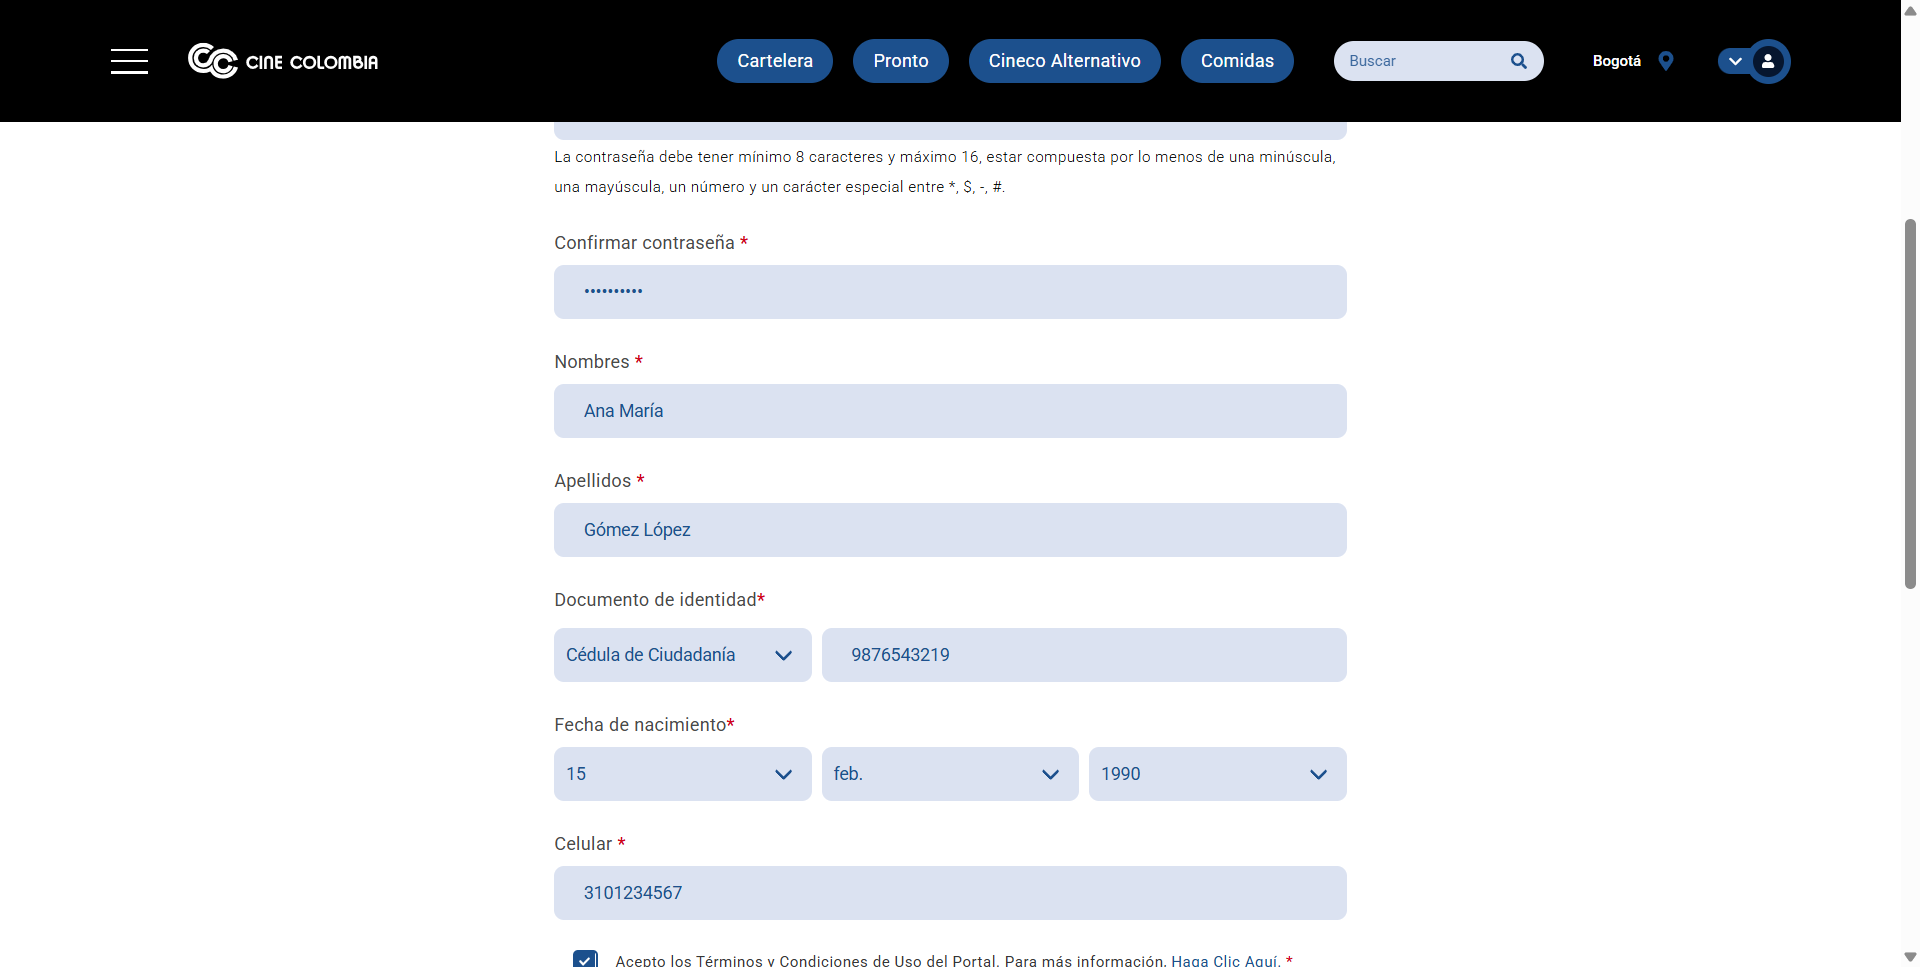 CINE COLOMBIA
Cartelera
Pronto
Cineco Alternativo
Comidas
Buscar
Bogotá
La contraseña debe tener mínimo 8 caracteres y máximo 16, estar compuesta por lo menos de una minúscula,
una mayúscula, un número y un carácter especial entre *, $, -, #.
Confirmar contraseña *
••••••••••
Nombres *
Ana María
Apellidos *
Gómez López
Documento de identidad*
Cédula de Ciudadanía
9876543219
Fecha de nacimiento*
15
feb.
1990
Celular *
3101234567
Acepto los Términos y Condiciones de Uso del Portal. Para más información. Haga Clic Aquí. *